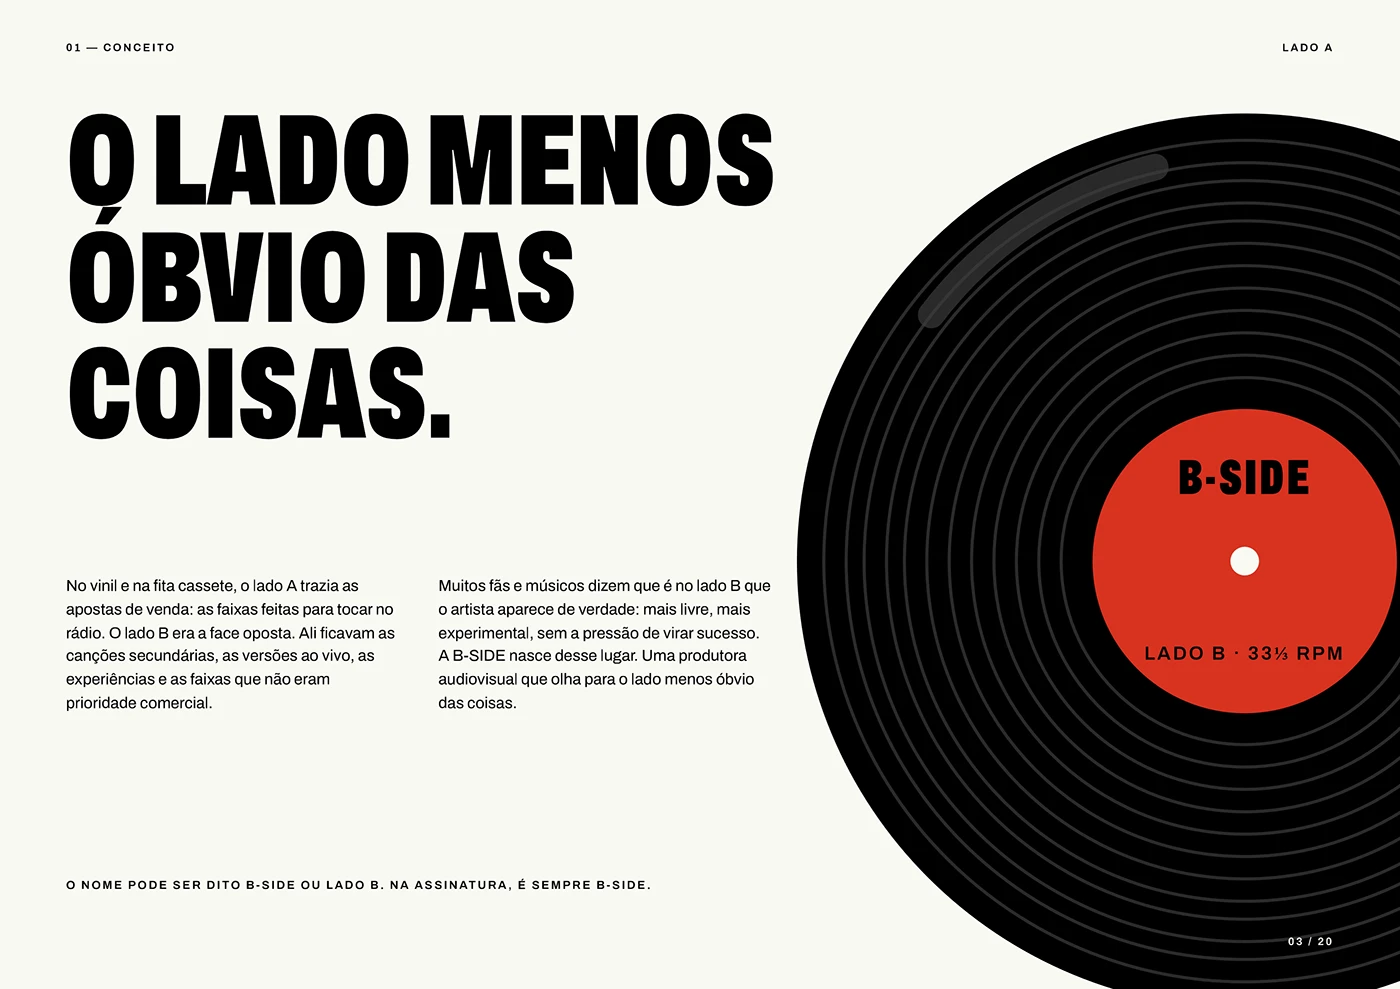 01 — CONCEITO
LADO A
O LADO MENOS
ÓBVIO DAS
COISAS.
No vinil e na fita cassete, o lado A trazia as
apostas de venda: as faixas feitas para tocar no
rádio. O lado B era a face oposta. Ali ficavam as
canções secundárias, as versões ao vivo, as
experiências e as faixas que não eram
prioridade comercial.
Muitos fãs e músicos dizem que é no lado B que
o artista aparece de verdade: mais livre, mais
experimental, sem a pressão de virar sucesso.
A B-SIDE nasce desse lugar. Uma produtora
audiovisual que olha para o lado menos óbvio
das coisas.
B-SIDE
LADO B · 33⅓ RPM
O NOME PODE SER DITO B-SIDE OU LADO B. NA ASSINATURA, É SEMPRE B-SIDE.
03 / 20